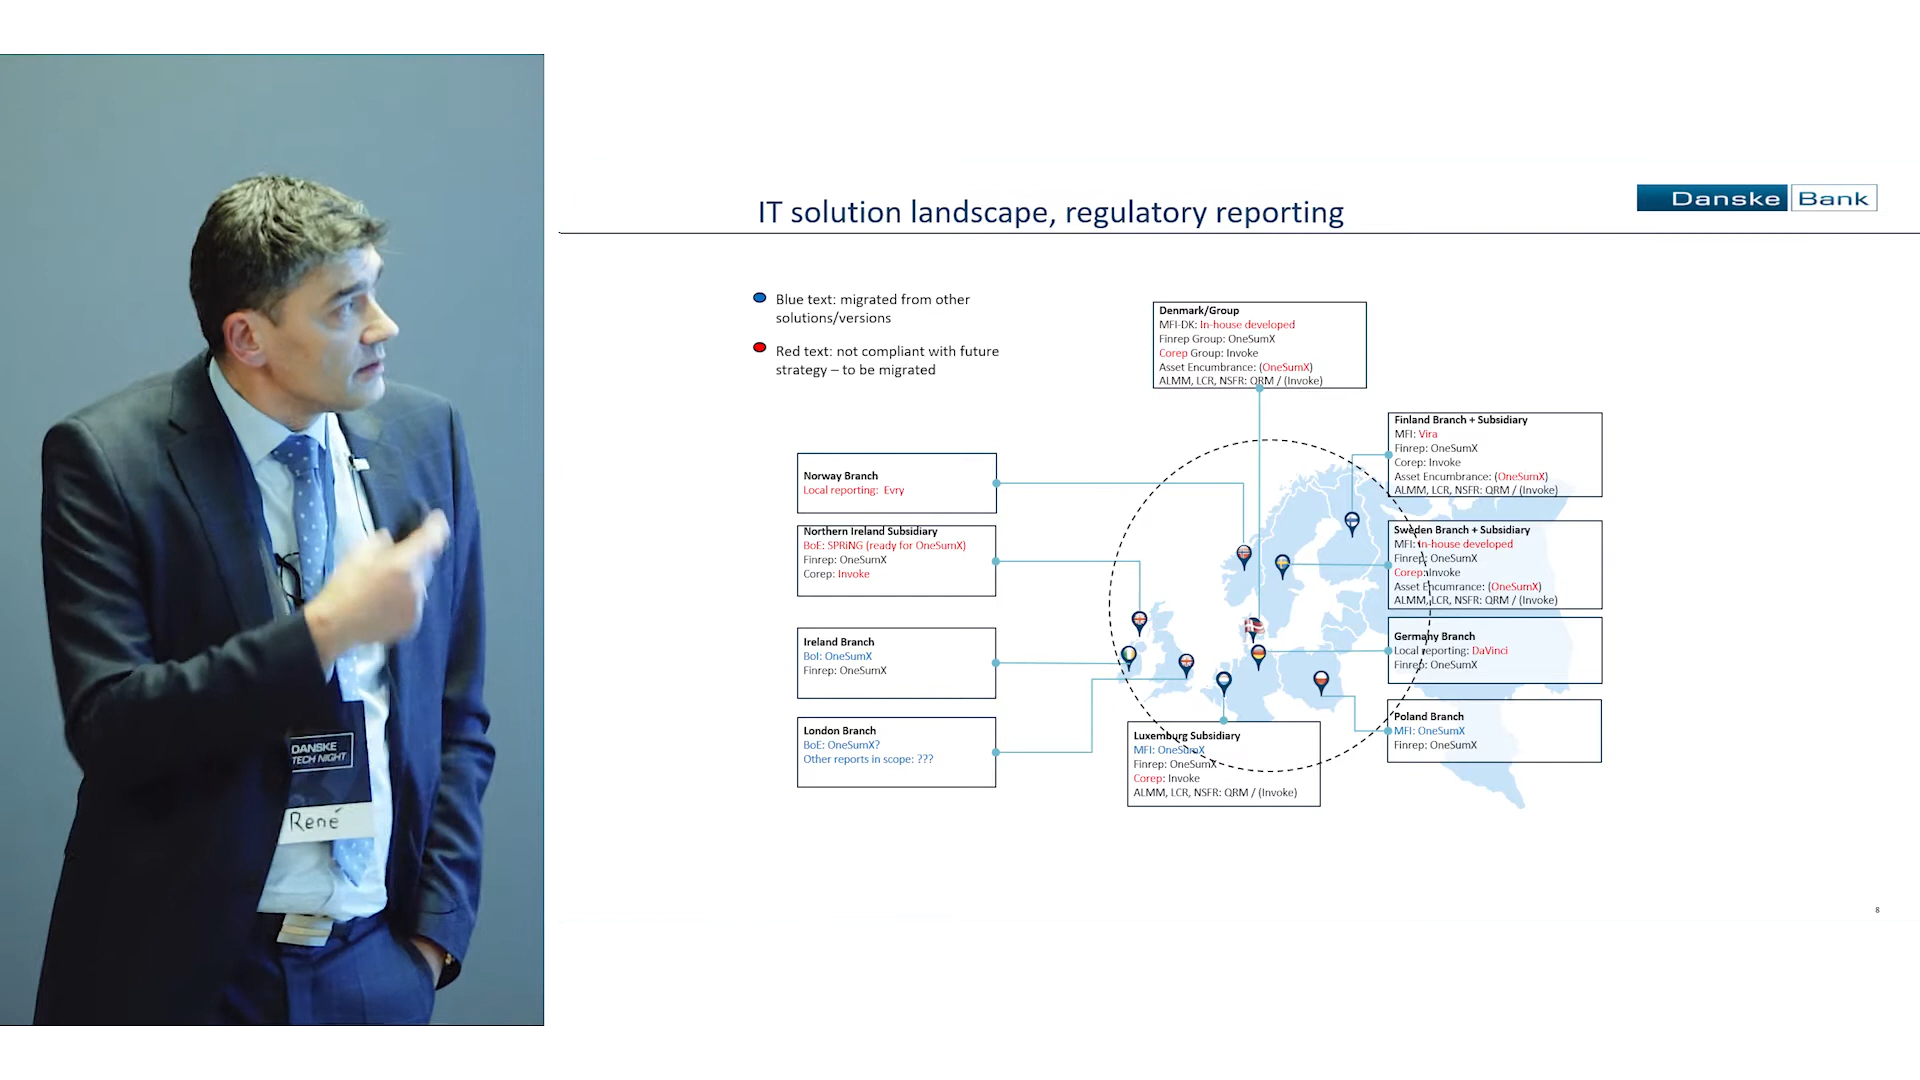 IT solution landscape, regulatory reporting
Danske Bank
Blue text: migrated from other
solutions/versions
Red text: not compliant with future
strategy – to be migrated
Denmark/Group
MFI-DK: In-house developed
Finrep Group: OneSumX
Corep Group: Invoke
Asset Encumbrance: (OneSumX)
ALMM, LCR, NSFR: QRM / (Invoke)
Finland Branch + Subsidiary
MFI: Vira
Finrep: OneSumX
Corep: Invoke
Asset Encumbrance: (OneSumX)
ALMM, LCR, NSFR: QRM / (Invoke)
Norway Branch
Local reporting: Evry
Northern Ireland Subsidiary
BoE: SPRiNG (ready for OneSumX)
Finrep: OneSumX
Corep: Invoke
Sweden Branch + Subsidiary
MFI: In-house developed
Finrep: OneSumX
Corep: Invoke
Asset Encumrance: (OneSumX)
ALMM, LCR, NSFR: QRM / (Invoke)
Ireland Branch
BoI: OneSumX
Finrep: OneSumX
Germany Branch
Local reporting: DaVinci
Finrep: OneSumX
London Branch
BoE: OneSumX?
Other reports in scope: ???
Luxemburg Subsidiary
MFI: OneSumX
Finrep: OneSumX
Corep: Invoke
ALMM, LCR, NSFR: QRM / (Invoke)
Poland Branch
MFI: OneSumX
Finrep: OneSumX
8
DANSKE
TECH NIGHT
René